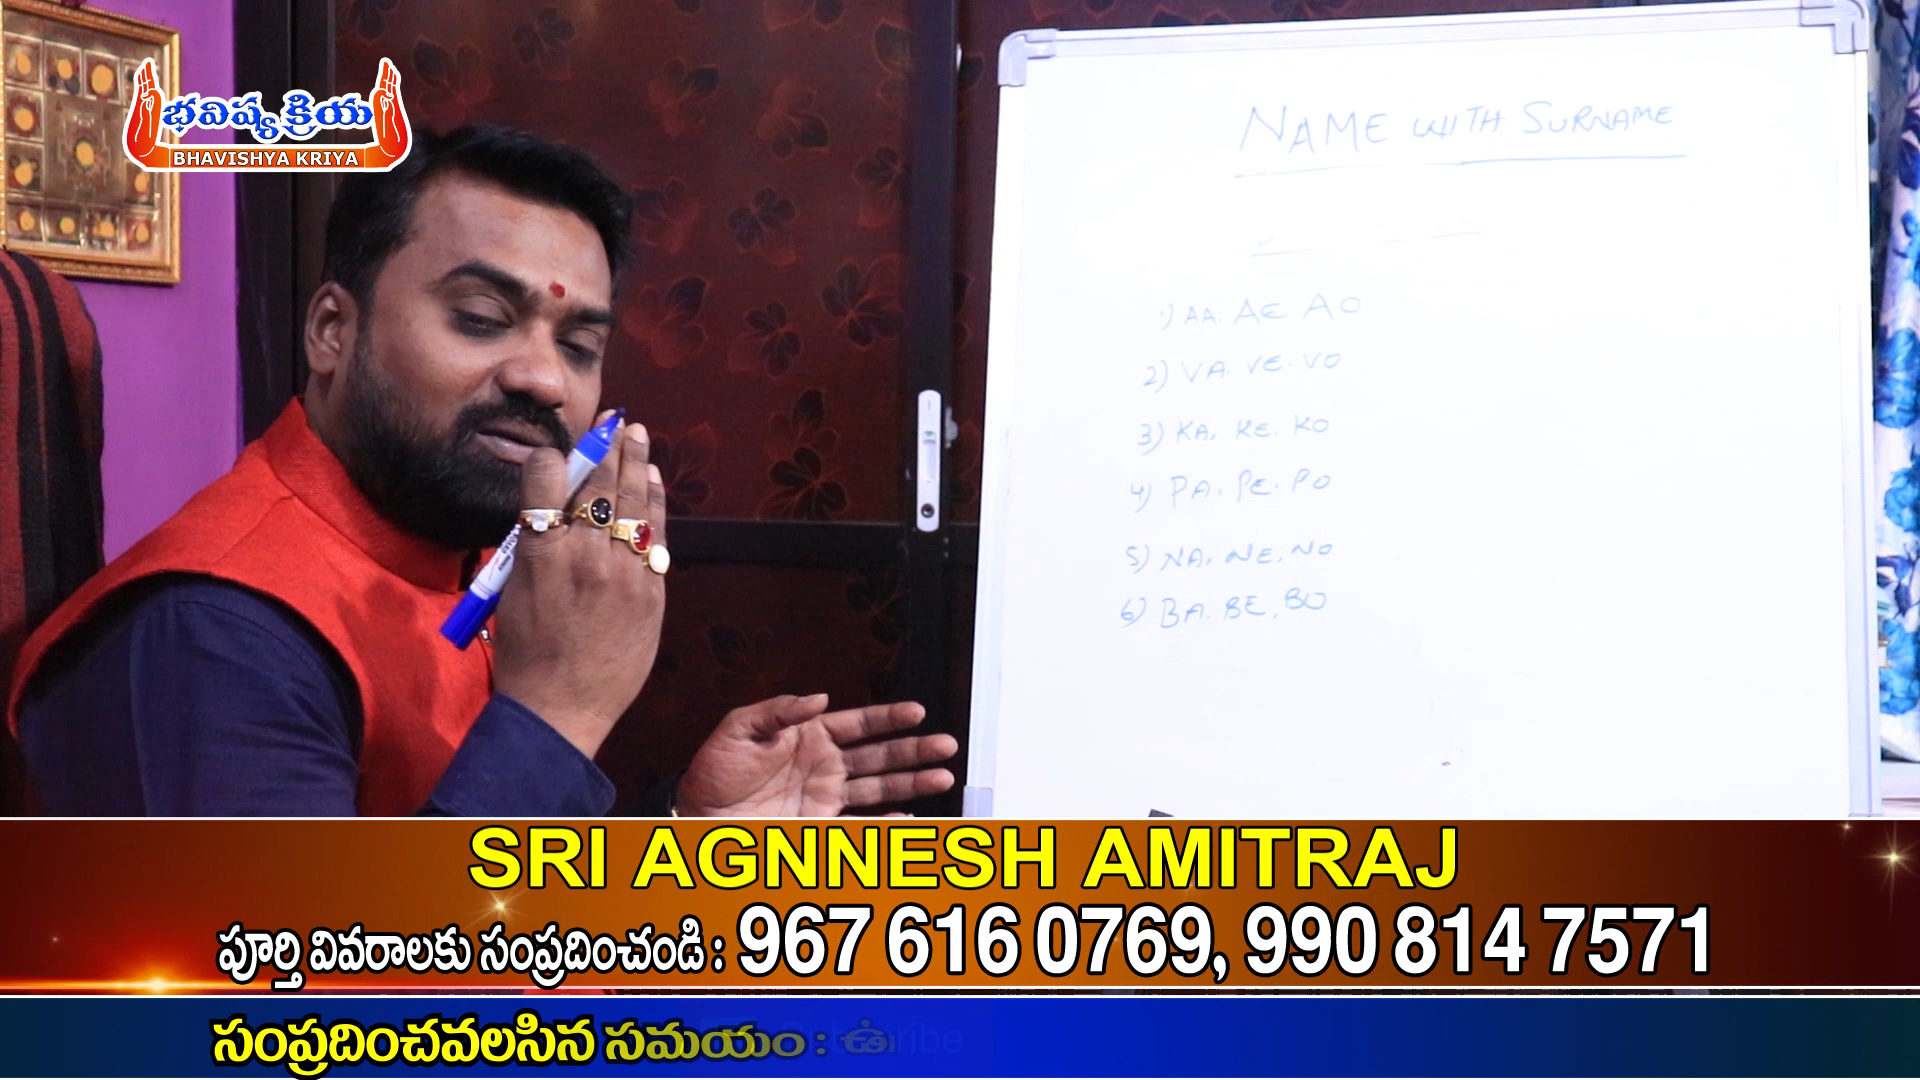 భవిష్య క్రియ
BHAVISHYA KRIYA
NAME WITH SURNAME
1) AA. AE AO
2) VA. VE. VO
3) KA. KE. KO
4) PA. PE. PO
5) NA. NE. NO
6) BA. BE. BO
SRI AGNNESH AMITRAJ
పూర్తి వివరాలకు సంప్రదించండి : 967 616 0769, 990 814 7571
సంప్రదించవలసిన సమయం : ఉ